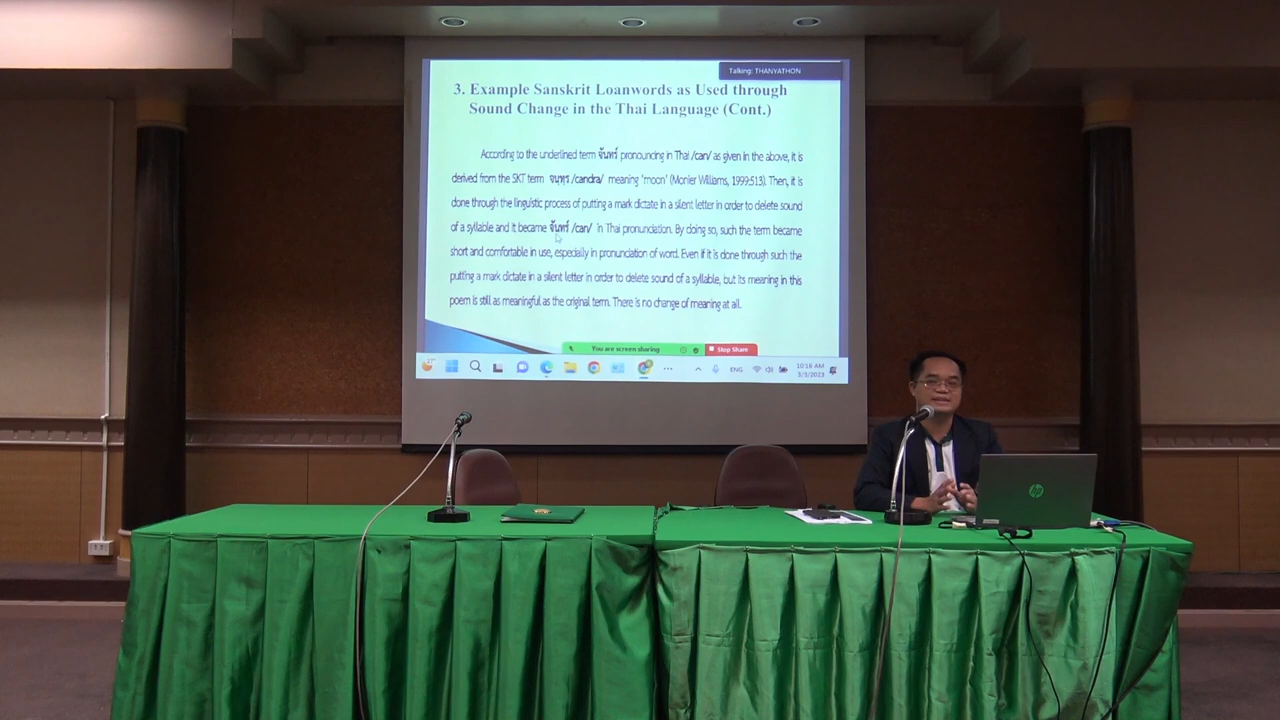 Talking: THANYATHON
3. Example Sanskrit Loanwords as Used through
Sound Change in the Thai Language (Cont.)
According to the underlined term จันทร์ pronouncing in Thai /can/ as given in the above, it is
derived from the SKT term จนฺทฺร /candra/ meaning 'moon' (Monier Williams, 1999:513). Then, it is
done through the linguistic process of putting a mark dictate in a silent letter in order to delete sound
of a syllable and it became จันทร์ /can/ in Thai pronunciation. By doing so, such the term became
short and comfortable in use, especially in pronunciation of word. Even if it is done through such the
putting a mark dictate in a silent letter in order to delete sound of a syllable, but its meaning in this
poem is still as meaningful as the original term. There is no change of meaning at all.
You are screen sharing
Stop Share
ENG
10:16 AM
3/3/2023
hp